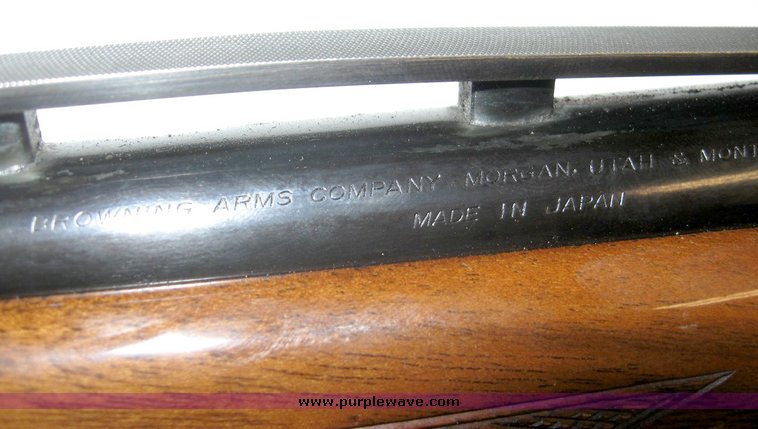 BROWNING ARMS COMPANY MORGAN, UTAH & MONT
MADE IN JAPAN
www.purplewave.com